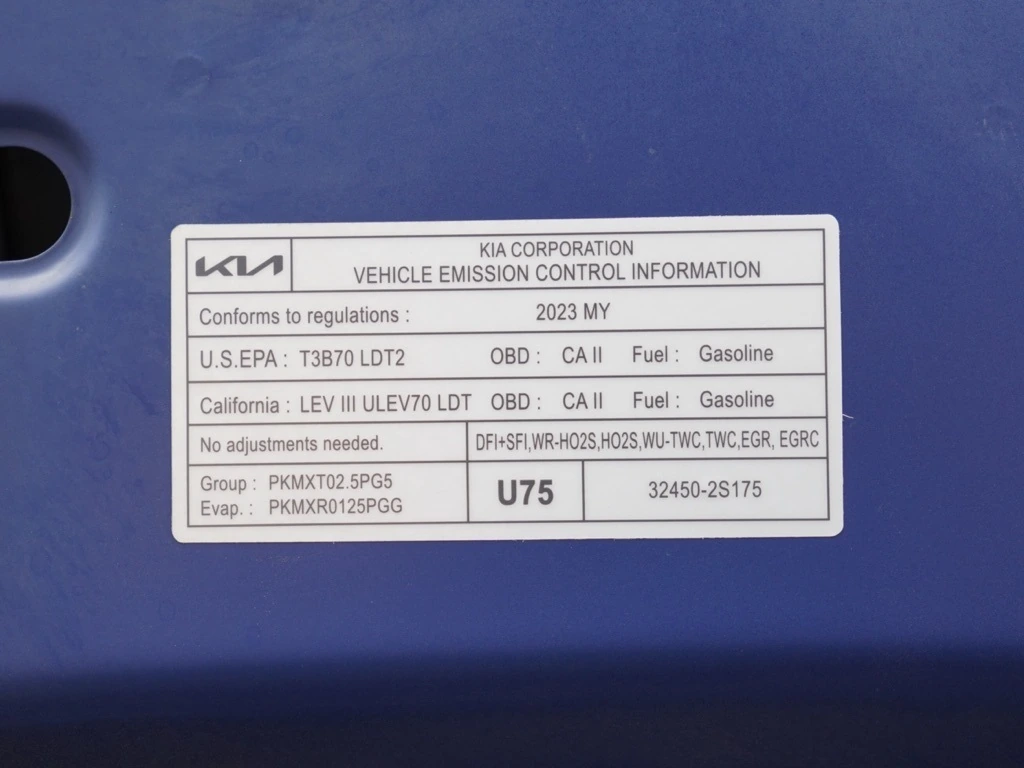 KIA KIA CORPORATION
VEHICLE EMISSION CONTROL INFORMATION
Conforms to regulations : 2023 MY
U.S.EPA : T3B70 LDT2 OBD : CA II Fuel : Gasoline
California : LEV III ULEV70 LDT OBD : CA II Fuel : Gasoline
No adjustments needed. DFI+SFI,WR-HO2S,HO2S,WU-TWC,TWC,EGR, EGRC
Group : PKMXT02.5PG5
Evap. : PKMXR0125PGG
U75 32450-2S175